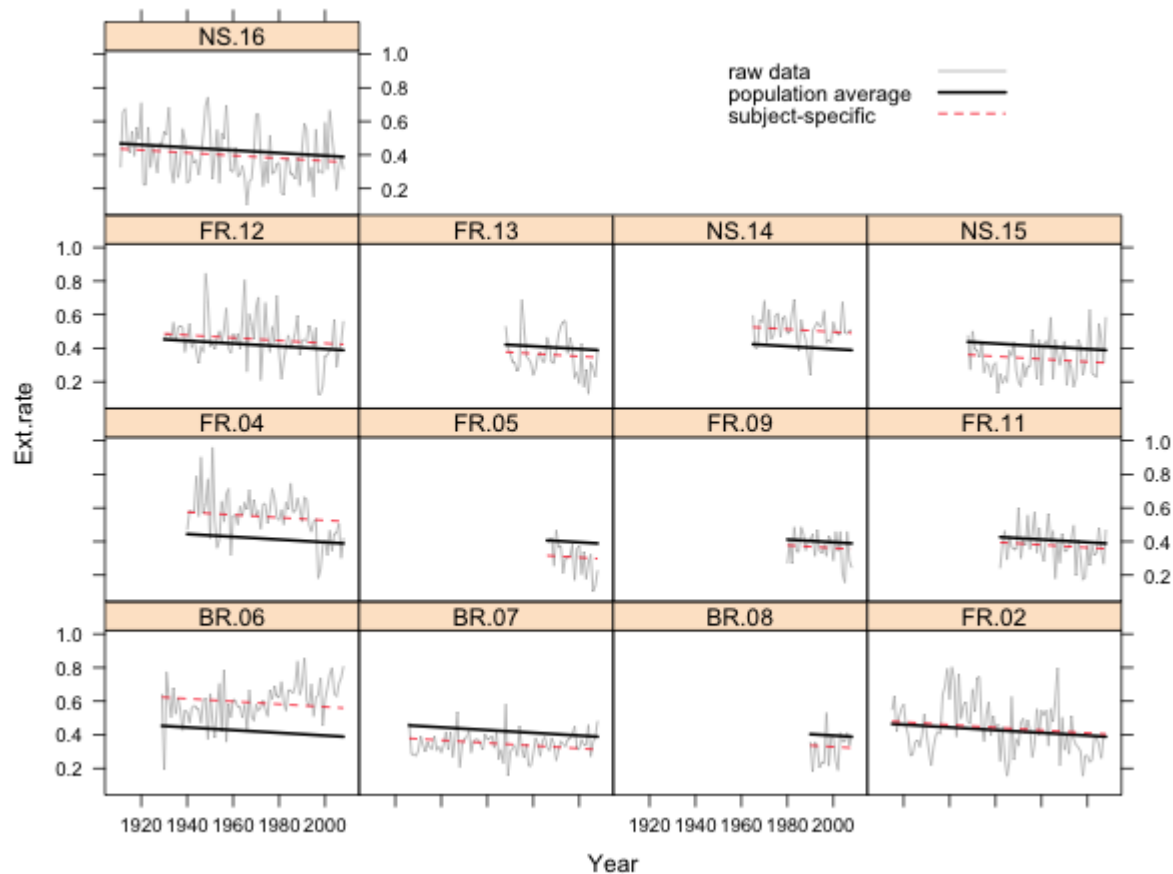 NS.16
1.0
0.8
0.6
0.4
0.2
raw data
population average
subject-specific
FR.12 FR.13 NS.14 NS.15
1.0
0.8
0.6
0.4
0.2
Ext.rate
FR.04 FR.05 FR.09 FR.11
1.0
0.8
0.6
0.4
0.2
BR.06 BR.07 BR.08 FR.02
1.0
0.8
0.6
0.4
0.2
1920 1940 1960 1980 2000 1920 1940 1960 1980 2000
Year